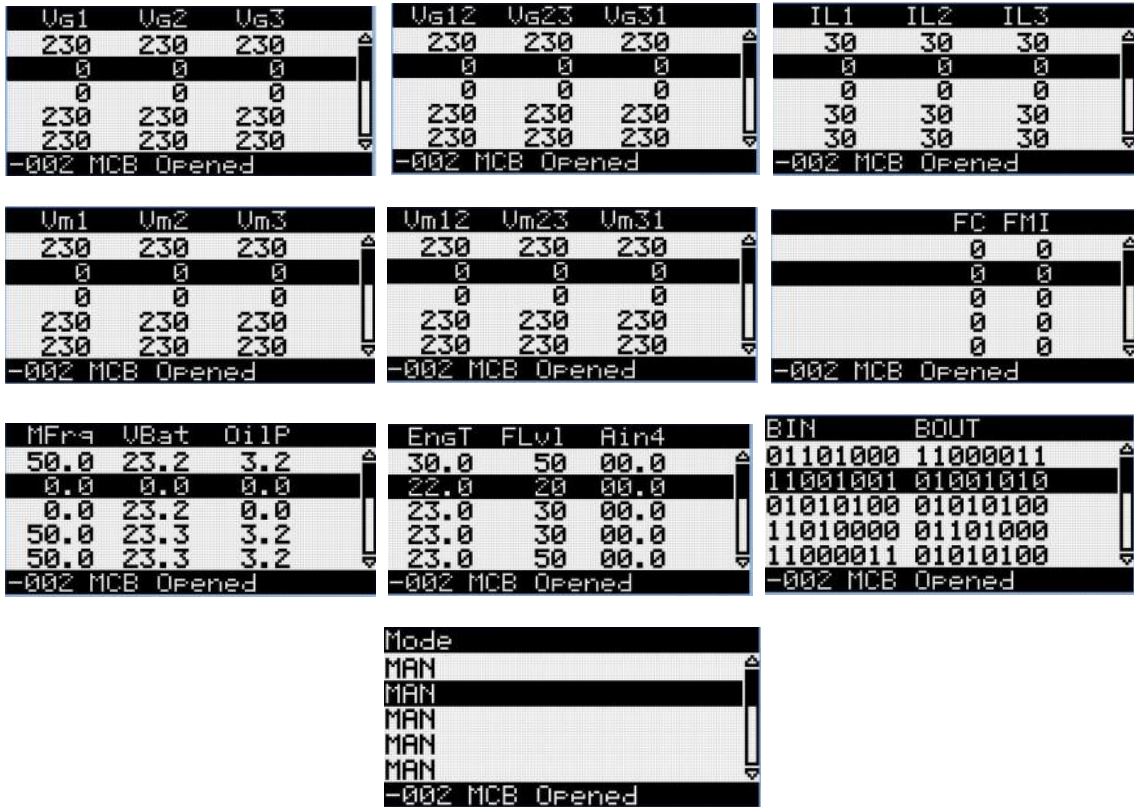 Vg1 Vg2 Vg3
230 230 230
0 0 0
0 0 0
230 230 230
230 230 230
-002 MCB Opened
Vg12 Vg23 Vg31
230 230 230
0 0 0
0 0 0
230 230 230
230 230 230
-002 MCB Opened
IL1 IL2 IL3
30 30 30
0 0 0
0 0 0
30 30 30
30 30 30
-002 MCB Opened
Vm1 Vm2 Vm3
230 230 230
0 0 0
0 0 0
230 230 230
230 230 230
-002 MCB Opened
Vm12 Vm23 Vm31
230 230 230
0 0 0
0 0 0
230 230 230
230 230 230
-002 MCB Opened
FC FMI
0 0
0 0
0 0
0 0
0 0
-002 MCB Opened
MFrq VBat OilP
50.0 23.2 3.2
0.0 0.0 0.0
0.0 23.2 0.0
50.0 23.3 3.2
50.0 23.3 3.2
-002 MCB Opened
EngT FLvl Ain4
30.0 50 00.0
22.0 20 00.0
23.0 30 00.0
23.0 30 00.0
23.0 50 00.0
-002 MCB Opened
BIN BOUT
01101000 11000011
11001001 01001010
01010100 01010100
11010000 01101000
11000011 01010100
-002 MCB Opened
Mode
MAN
MAN
MAN
MAN
MAN
-002 MCB Opened